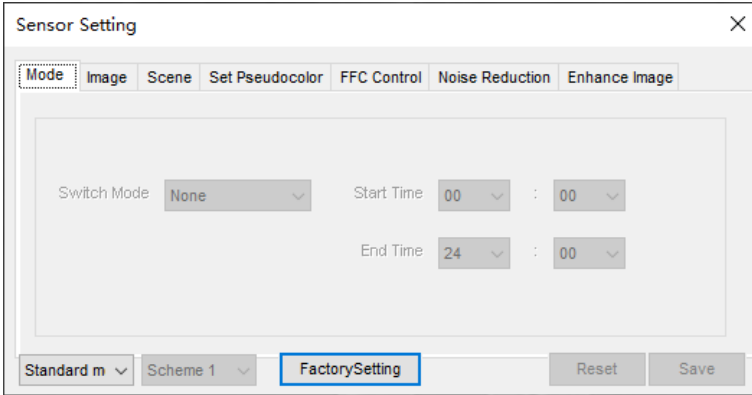 Sensor Setting
Mode Image Scene Set Pseudocolor FFC Control Noise Reduction Enhance Image
Switch Mode None Start Time 00 : 00
End Time 24 : 00
Standard m Scheme 1 FactorySetting Reset Save